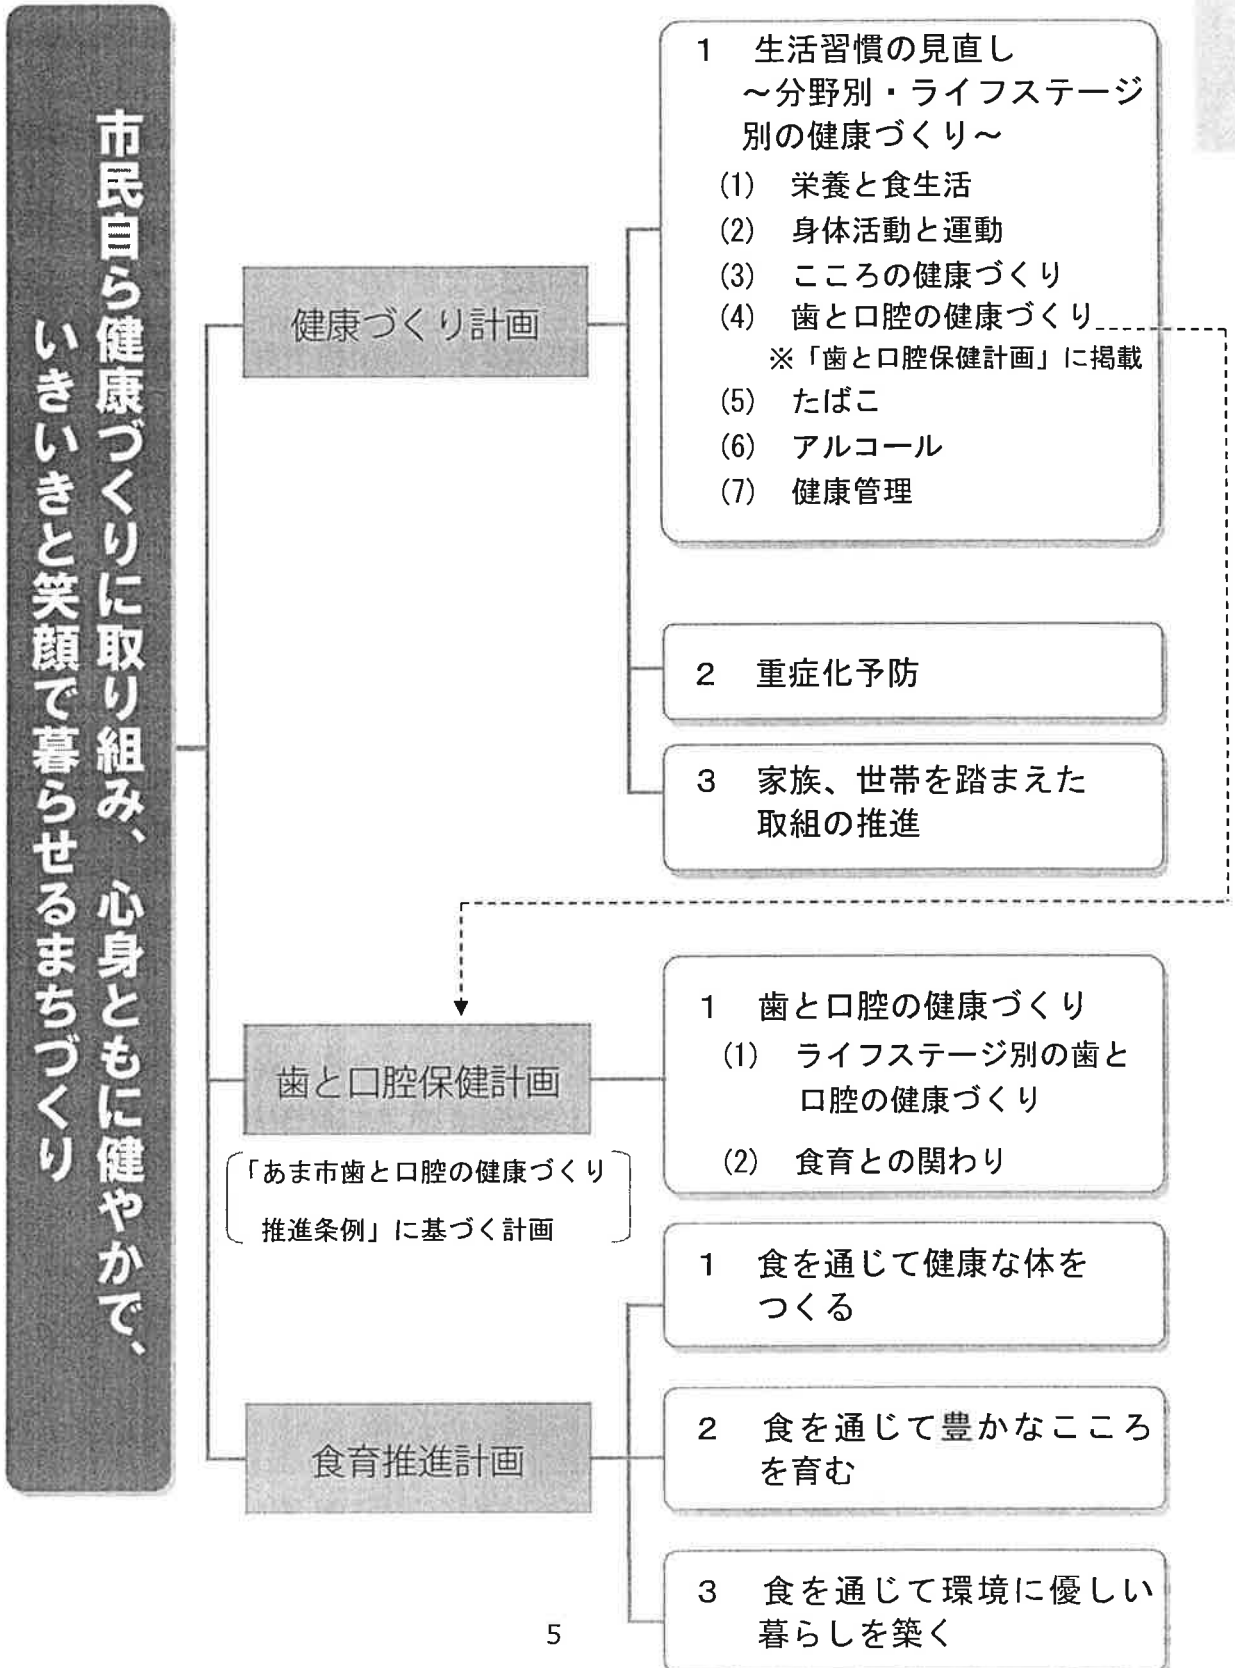 市民自ら健康づくりに取り組み、心身ともに健やかで、
いきいきと笑顔で暮らせるまちづくり
健康づくり計画
1 生活習慣の見直し
～分野別・ライフステージ
別の健康づくり～
(1) 栄養と食生活
(2) 身体活動と運動
(3) こころの健康づくり
(4) 歯と口腔の健康づくり
※「歯と口腔保健計画」に掲載
(5) たばこ
(6) アルコール
(7) 健康管理
2 重症化予防
3 家族、世帯を踏まえた
取組の推進
歯と口腔保健計画
「あま市歯と口腔の健康づくり
推進条例」に基づく計画
1 歯と口腔の健康づくり
(1) ライフステージ別の歯と
口腔の健康づくり
(2) 食育との関わり
食育推進計画
1 食を通じて健康な体を
つくる
2 食を通じて豊かなこころ
を育む
3 食を通じて環境に優しい
暮らしを築く
5